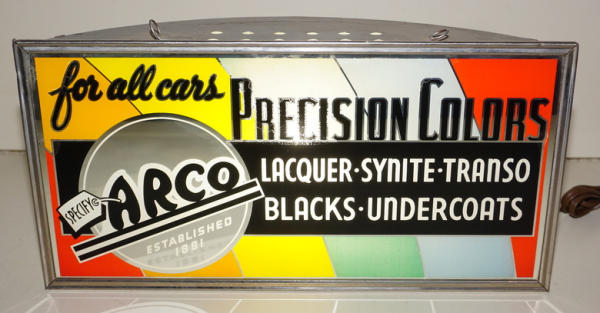 for all cars
PRECISION COLORS
SPECIFY
ARCO
ESTABLISHED
1881
LACQUER·SYNITE·TRANSO
BLACKS·UNDERCOATS